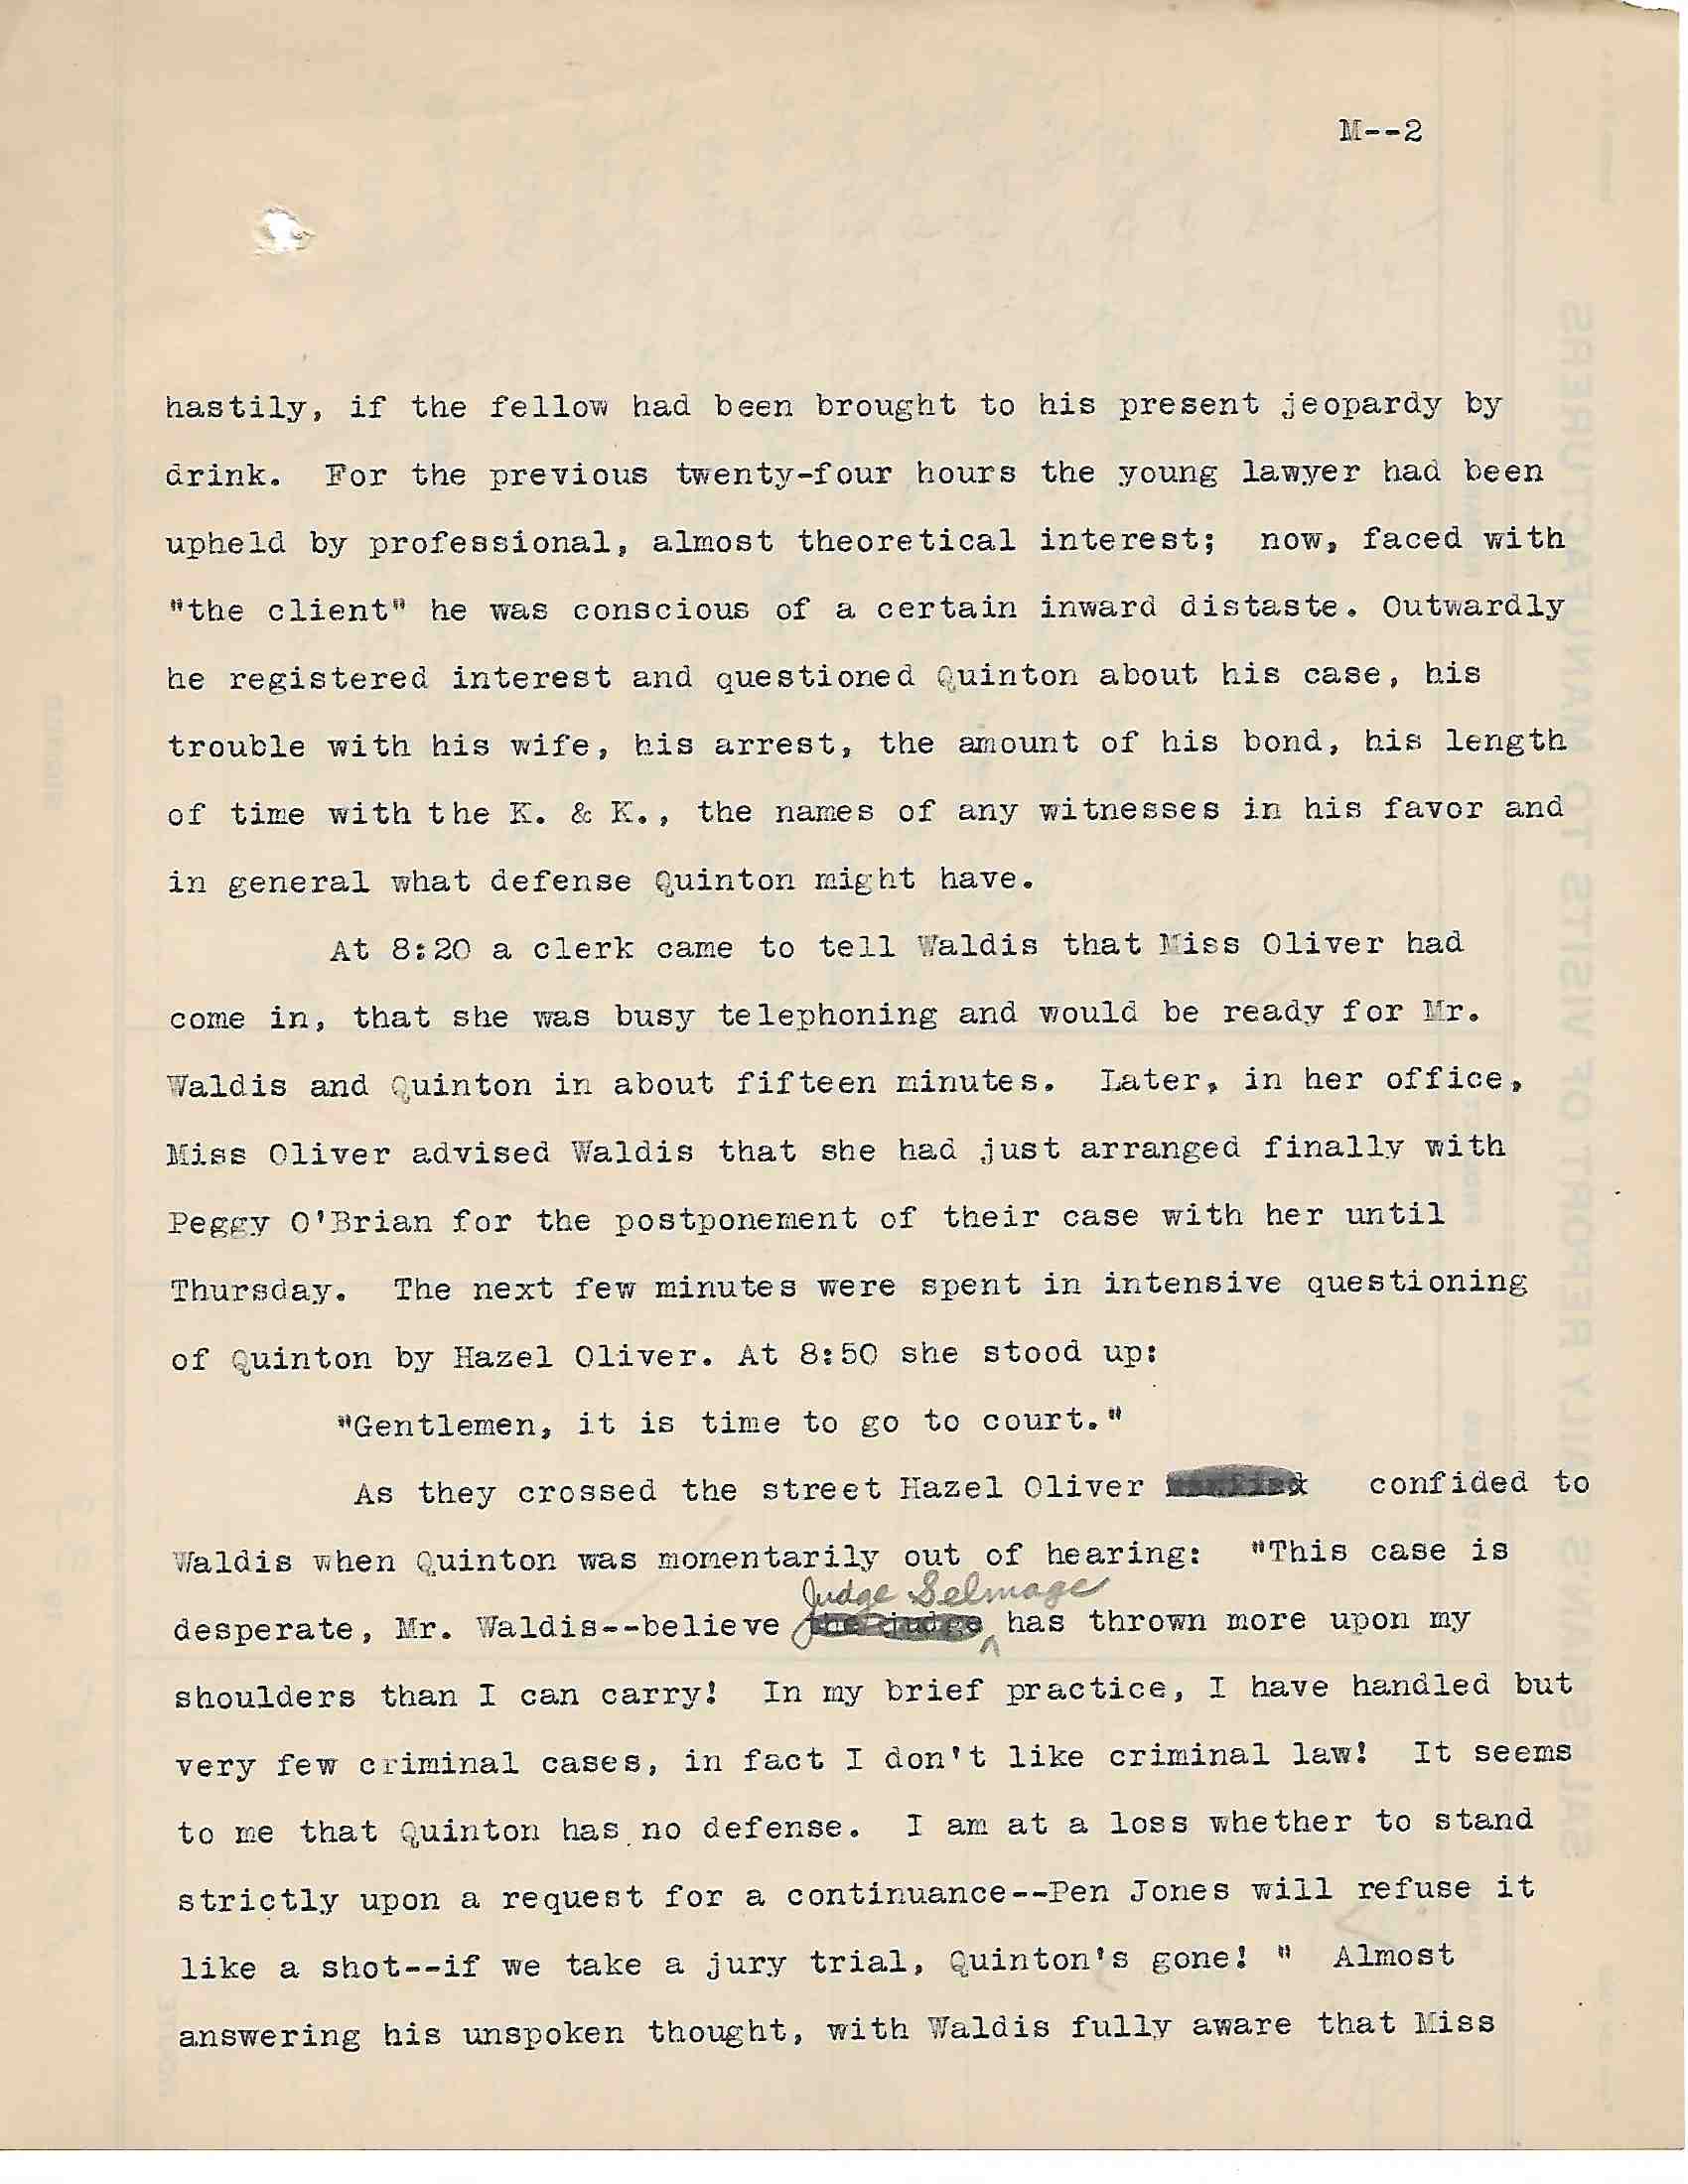 M--2
hastily, if the fellow had been brought to his present jeopardy by
drink. For the previous twenty-four hours the young lawyer had been
upheld by professional, almost theoretical interest; now, faced with
"the client" he was conscious of a certain inward distaste. Outwardly
he registered interest and questioned Quinton about his case, his
trouble with his wife, his arrest, the amount of his bond, his length
of time with the K. & K., the names of any witnesses in his favor and
in general what defense Quinton might have.
At 8:20 a clerk came to tell Waldis that Miss Oliver had
come in, that she was busy telephoning and would be ready for Mr.
Waldis and Quinton in about fifteen minutes. Later, in her office,
Miss Oliver advised Waldis that she had just arranged finally with
Peggy O'Brian for the postponement of their case with her until
Thursday. The next few minutes were spent in intensive questioning
of Quinton by Hazel Oliver. At 8:50 she stood up:
"Gentlemen, it is time to go to court."
As they crossed the street Hazel Oliver confided to
Waldis when Quinton was momentarily out of hearing: "This case is
Judge Selmage
desperate, Mr. Waldis--believe the judge has thrown more upon my
shoulders than I can carry! In my brief practice, I have handled but
very few criminal cases, in fact I don't like criminal law! It seems
to me that Quinton has no defense. I am at a loss whether to stand
strictly upon a request for a continuance--Pen Jones will refuse it
like a shot--if we take a jury trial, Quinton's gone! " Almost
answering his unspoken thought, with Waldis fully aware that Miss
SALESMAN'S DAILY REPORT OF VISITS TO MANUFACTURERS